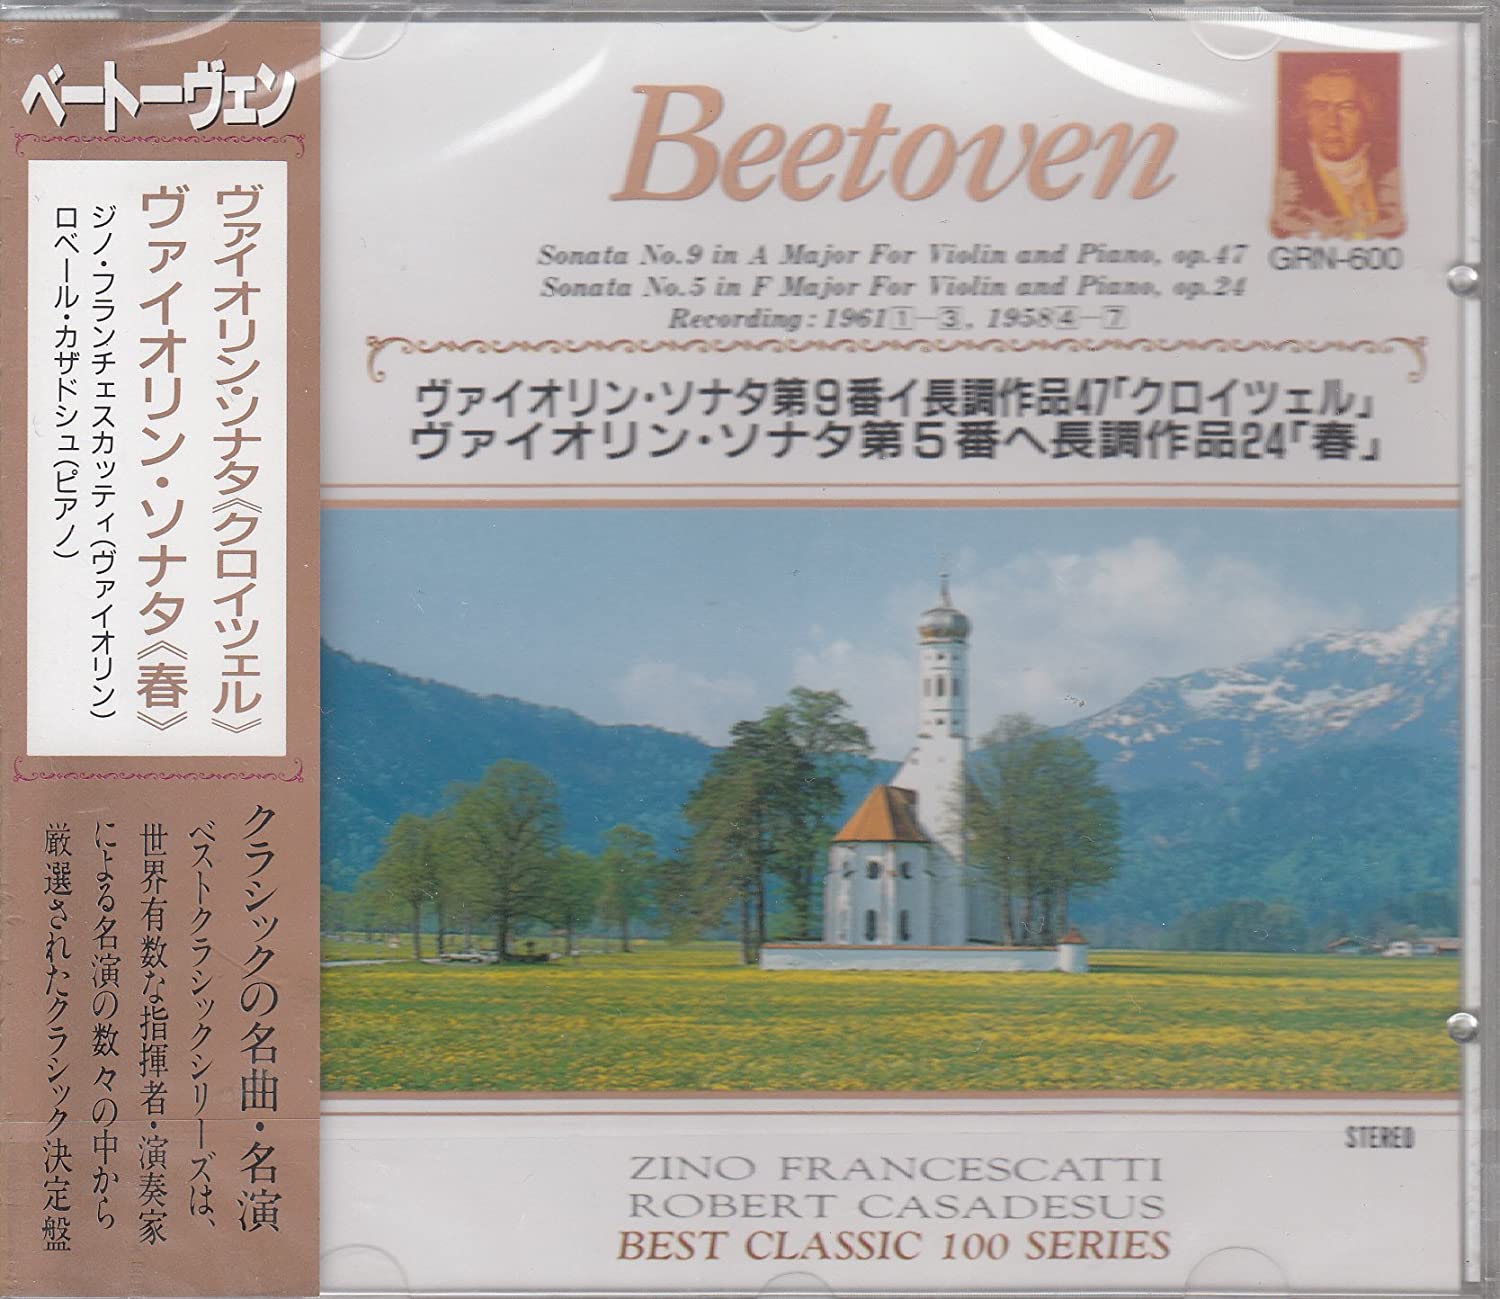 ベートーヴェン
ヴァイオリン・ソナタ《クロイツェル》
ヴァイオリン・ソナタ《春》
ジノ・フランチェスカッティ(ヴァイオリン)
ロベール・カザドシュ(ピアノ)
クラシックの名曲・名演
ベストクラシックシリーズは、
世界有数な指揮者・演奏家
による名演の数々の中から
厳選されたクラシック決定盤
Beetoven
GRN-600
Sonata No.9 in A Major For Violin and Piano, op.47
Sonata No.5 in F Major For Violin and Piano, op.24
Recording: 1961 1-3, 1958 4-7
ヴァイオリン・ソナタ第9番イ長調作品47「クロイツェル」
ヴァイオリン・ソナタ第5番ヘ長調作品24「春」
STEREO
ZINO FRANCESCATTI
ROBERT CASADESUS
BEST CLASSIC 100 SERIES